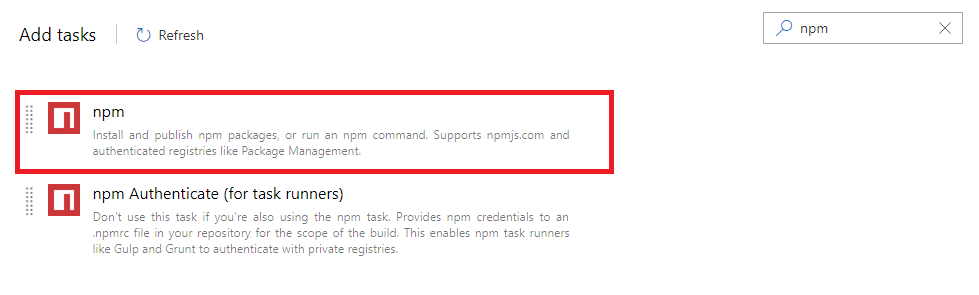 Add tasks
Refresh
npm
npm
Install and publish npm packages, or run an npm command. Supports npmjs.com and
authenticated registries like Package Management.
npm Authenticate (for task runners)
Don't use this task if you're also using the npm task. Provides npm credentials to an
.npmrc file in your repository for the scope of the build. This enables npm task runners
like Gulp and Grunt to authenticate with private registries.